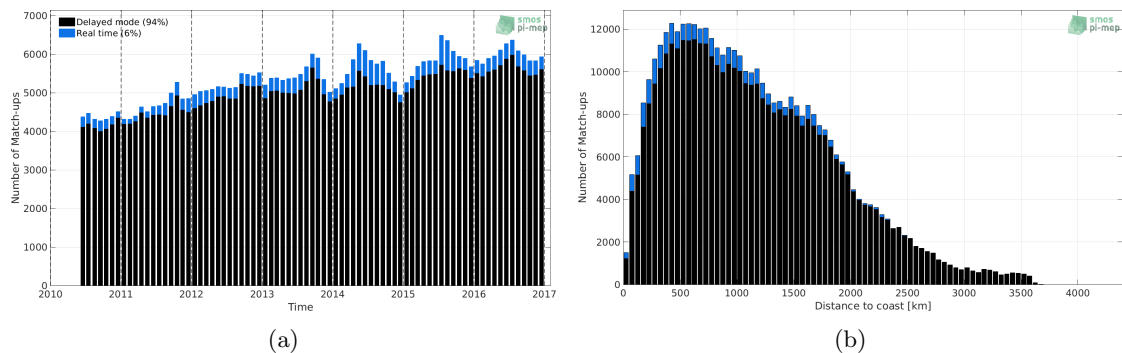 Delayed mode (94%)
Real time (6%)
smos
pi-mep
7000
6000
5000
4000
3000
2000
1000
0
Number of Match-ups
2010 2011 2012 2013 2014 2015 2016 2017
Time
(a)
smos
pi-mep
12000
10000
8000
6000
4000
2000
0
Number of Match-ups
0 500 1000 1500 2000 2500 3000 3500 4000
Distance to coast [km]
(b)